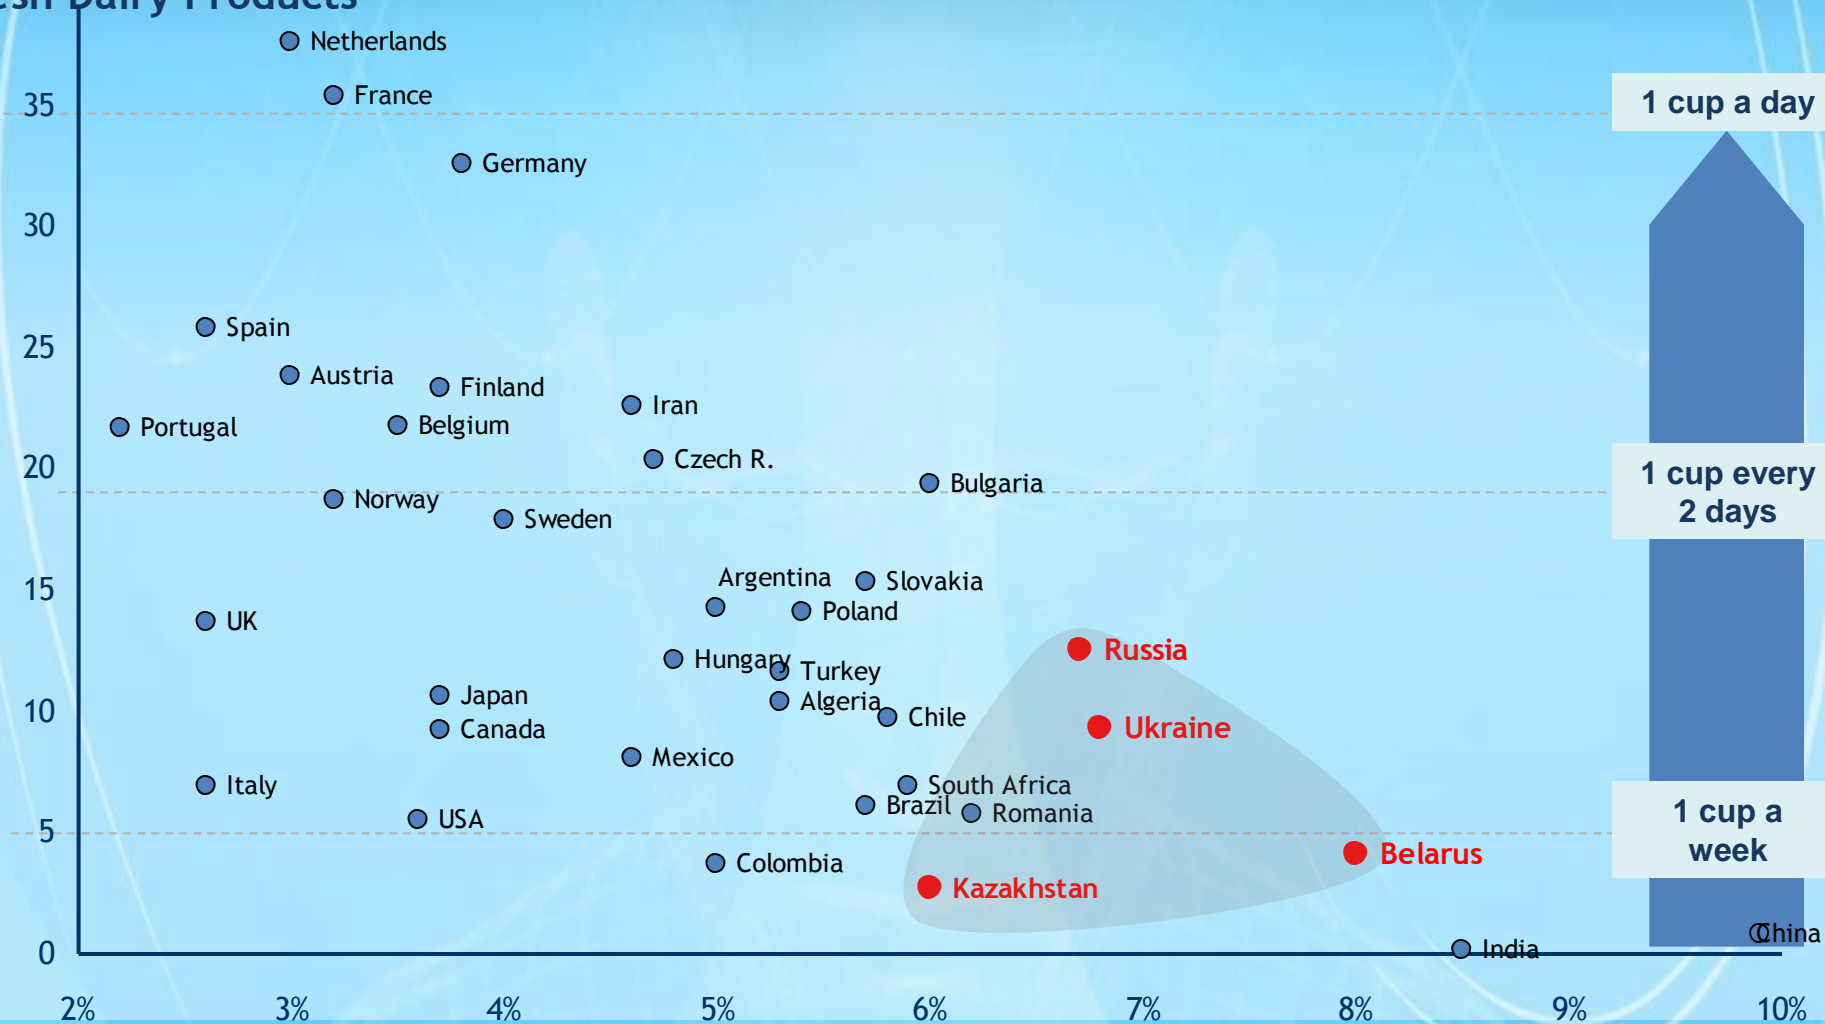 Dairy Products
Netherlands
35
France
1 cup a day
Germany
30
Spain
25
Austria
Finland
Iran
Portugal
Belgium
20
Czech R.
Bulgaria
1 cup every
2 days
Norway
Sweden
15
Argentina
Slovakia
UK
Poland
Russia
Hungary
Turkey
10
Japan
Algeria
Chile
Canada
Ukraine
Mexico
Italy
South Africa
Brazil
Romania
USA
1 cup a
week
5
Colombia
Belarus
Kazakhstan
China
0
India
2% 3% 4% 5% 6% 7% 8% 9% 10%